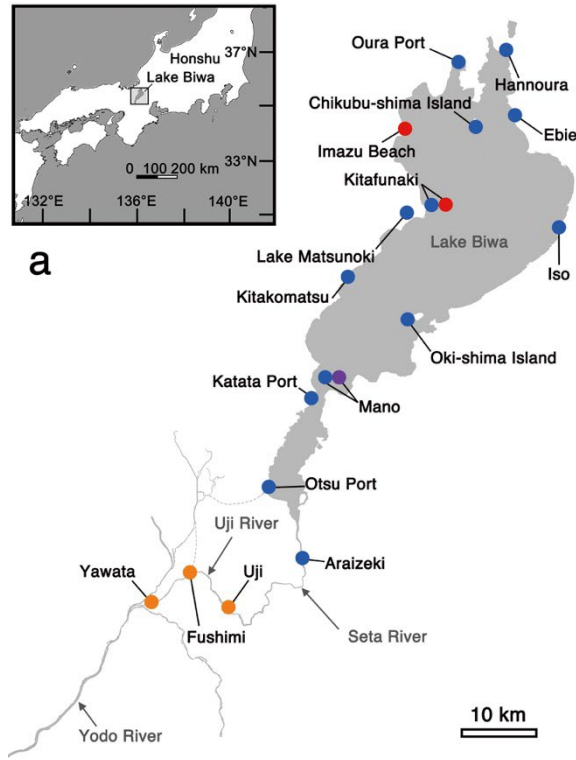 Honshu
Lake Biwa
37°N
33°N
0 100 200 km
132°E
136°E
140°E
a
Oura Port
Hannoura
Chikubu-shima Island
Ebie
Imazu Beach
Kitafunaki
Lake Biwa
Lake Matsunoki
Iso
Kitakomatsu
Oki-shima Island
Katata Port
Mano
Otsu Port
Uji River
Araizeki
Yawata
Uji
Fushimi
Seta River
Yodo River
10 km